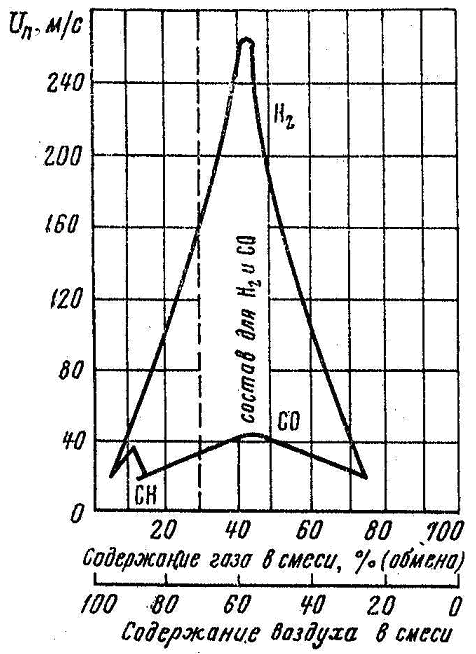 Uп, м/с
240
H₂
200
160
120
80
состав для H₂ и CO
40
CO
CH
0
20 40 60 80 100
Содержание газа в смеси, % (обмена)
100 80 60 40 20 0
Содержание воздуха в смеси